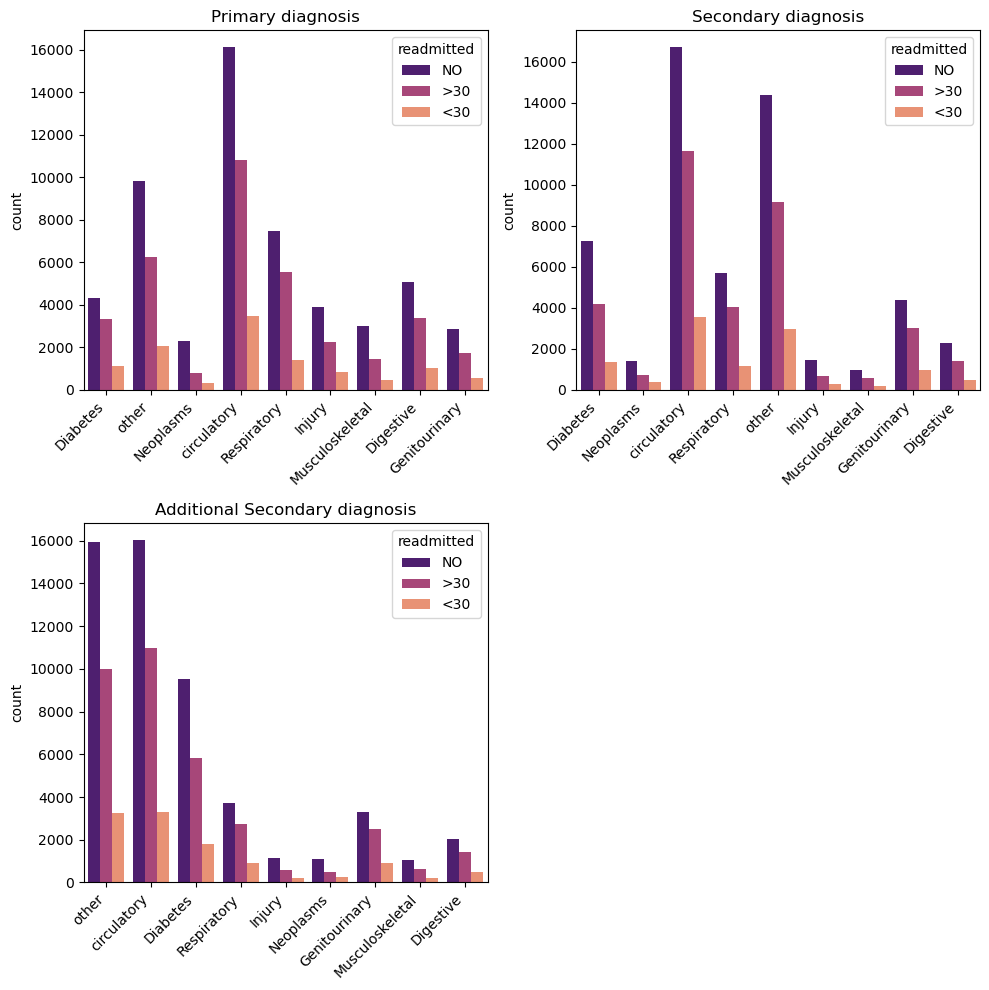 Primary diagnosis
count
16000
14000
12000
10000
8000
6000
4000
2000
0
readmitted
NO
>30
<30
Diabetes
other
Neoplasms
circulatory
Respiratory
Injury
Musculoskeletal
Digestive
Genitourinary
Secondary diagnosis
count
16000
14000
12000
10000
8000
6000
4000
2000
0
readmitted
NO
>30
<30
Diabetes
Neoplasms
circulatory
Respiratory
other
Injury
Musculoskeletal
Genitourinary
Digestive
Additional Secondary diagnosis
count
16000
14000
12000
10000
8000
6000
4000
2000
0
readmitted
NO
>30
<30
other
circulatory
Diabetes
Respiratory
Injury
Neoplasms
Genitourinary
Musculoskeletal
Digestive